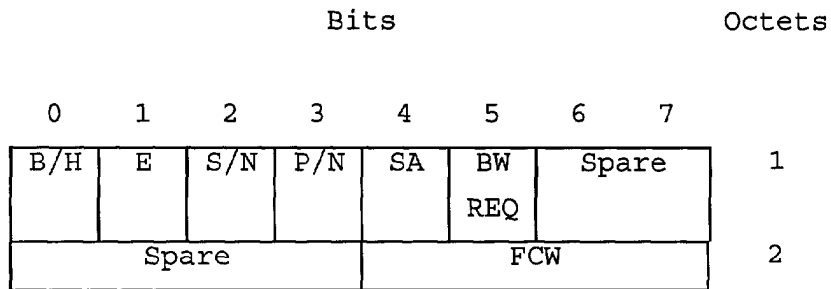 Bits Octets
0 1 2 3 4 5 6 7
B/H E S/N P/N SA BW REQ Spare 1
Spare FCW 2